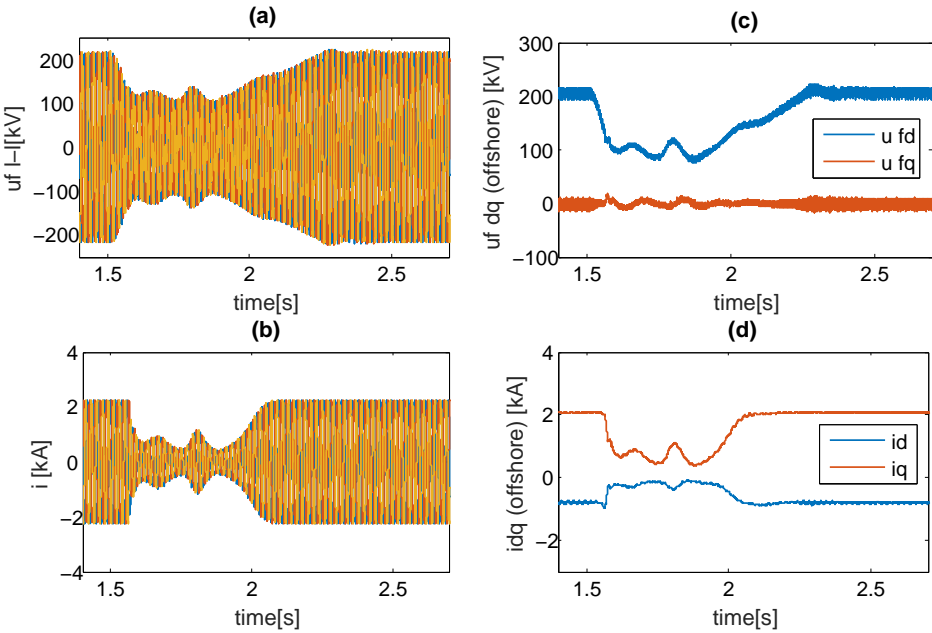 (a)
200
100
0
−100
−200
uf l−l[kV]
1.5
2
2.5
time[s]
(c)
300
200
100
0
−100
uf dq (offshore) [kV]
u fd
u fq
1.5
2
2.5
time[s]
(b)
4
2
0
−2
−4
i [kA]
1.5
2
2.5
time[s]
(d)
4
2
0
−2
idq (offshore) [kA]
id
iq
1.5
2
2.5
time[s]